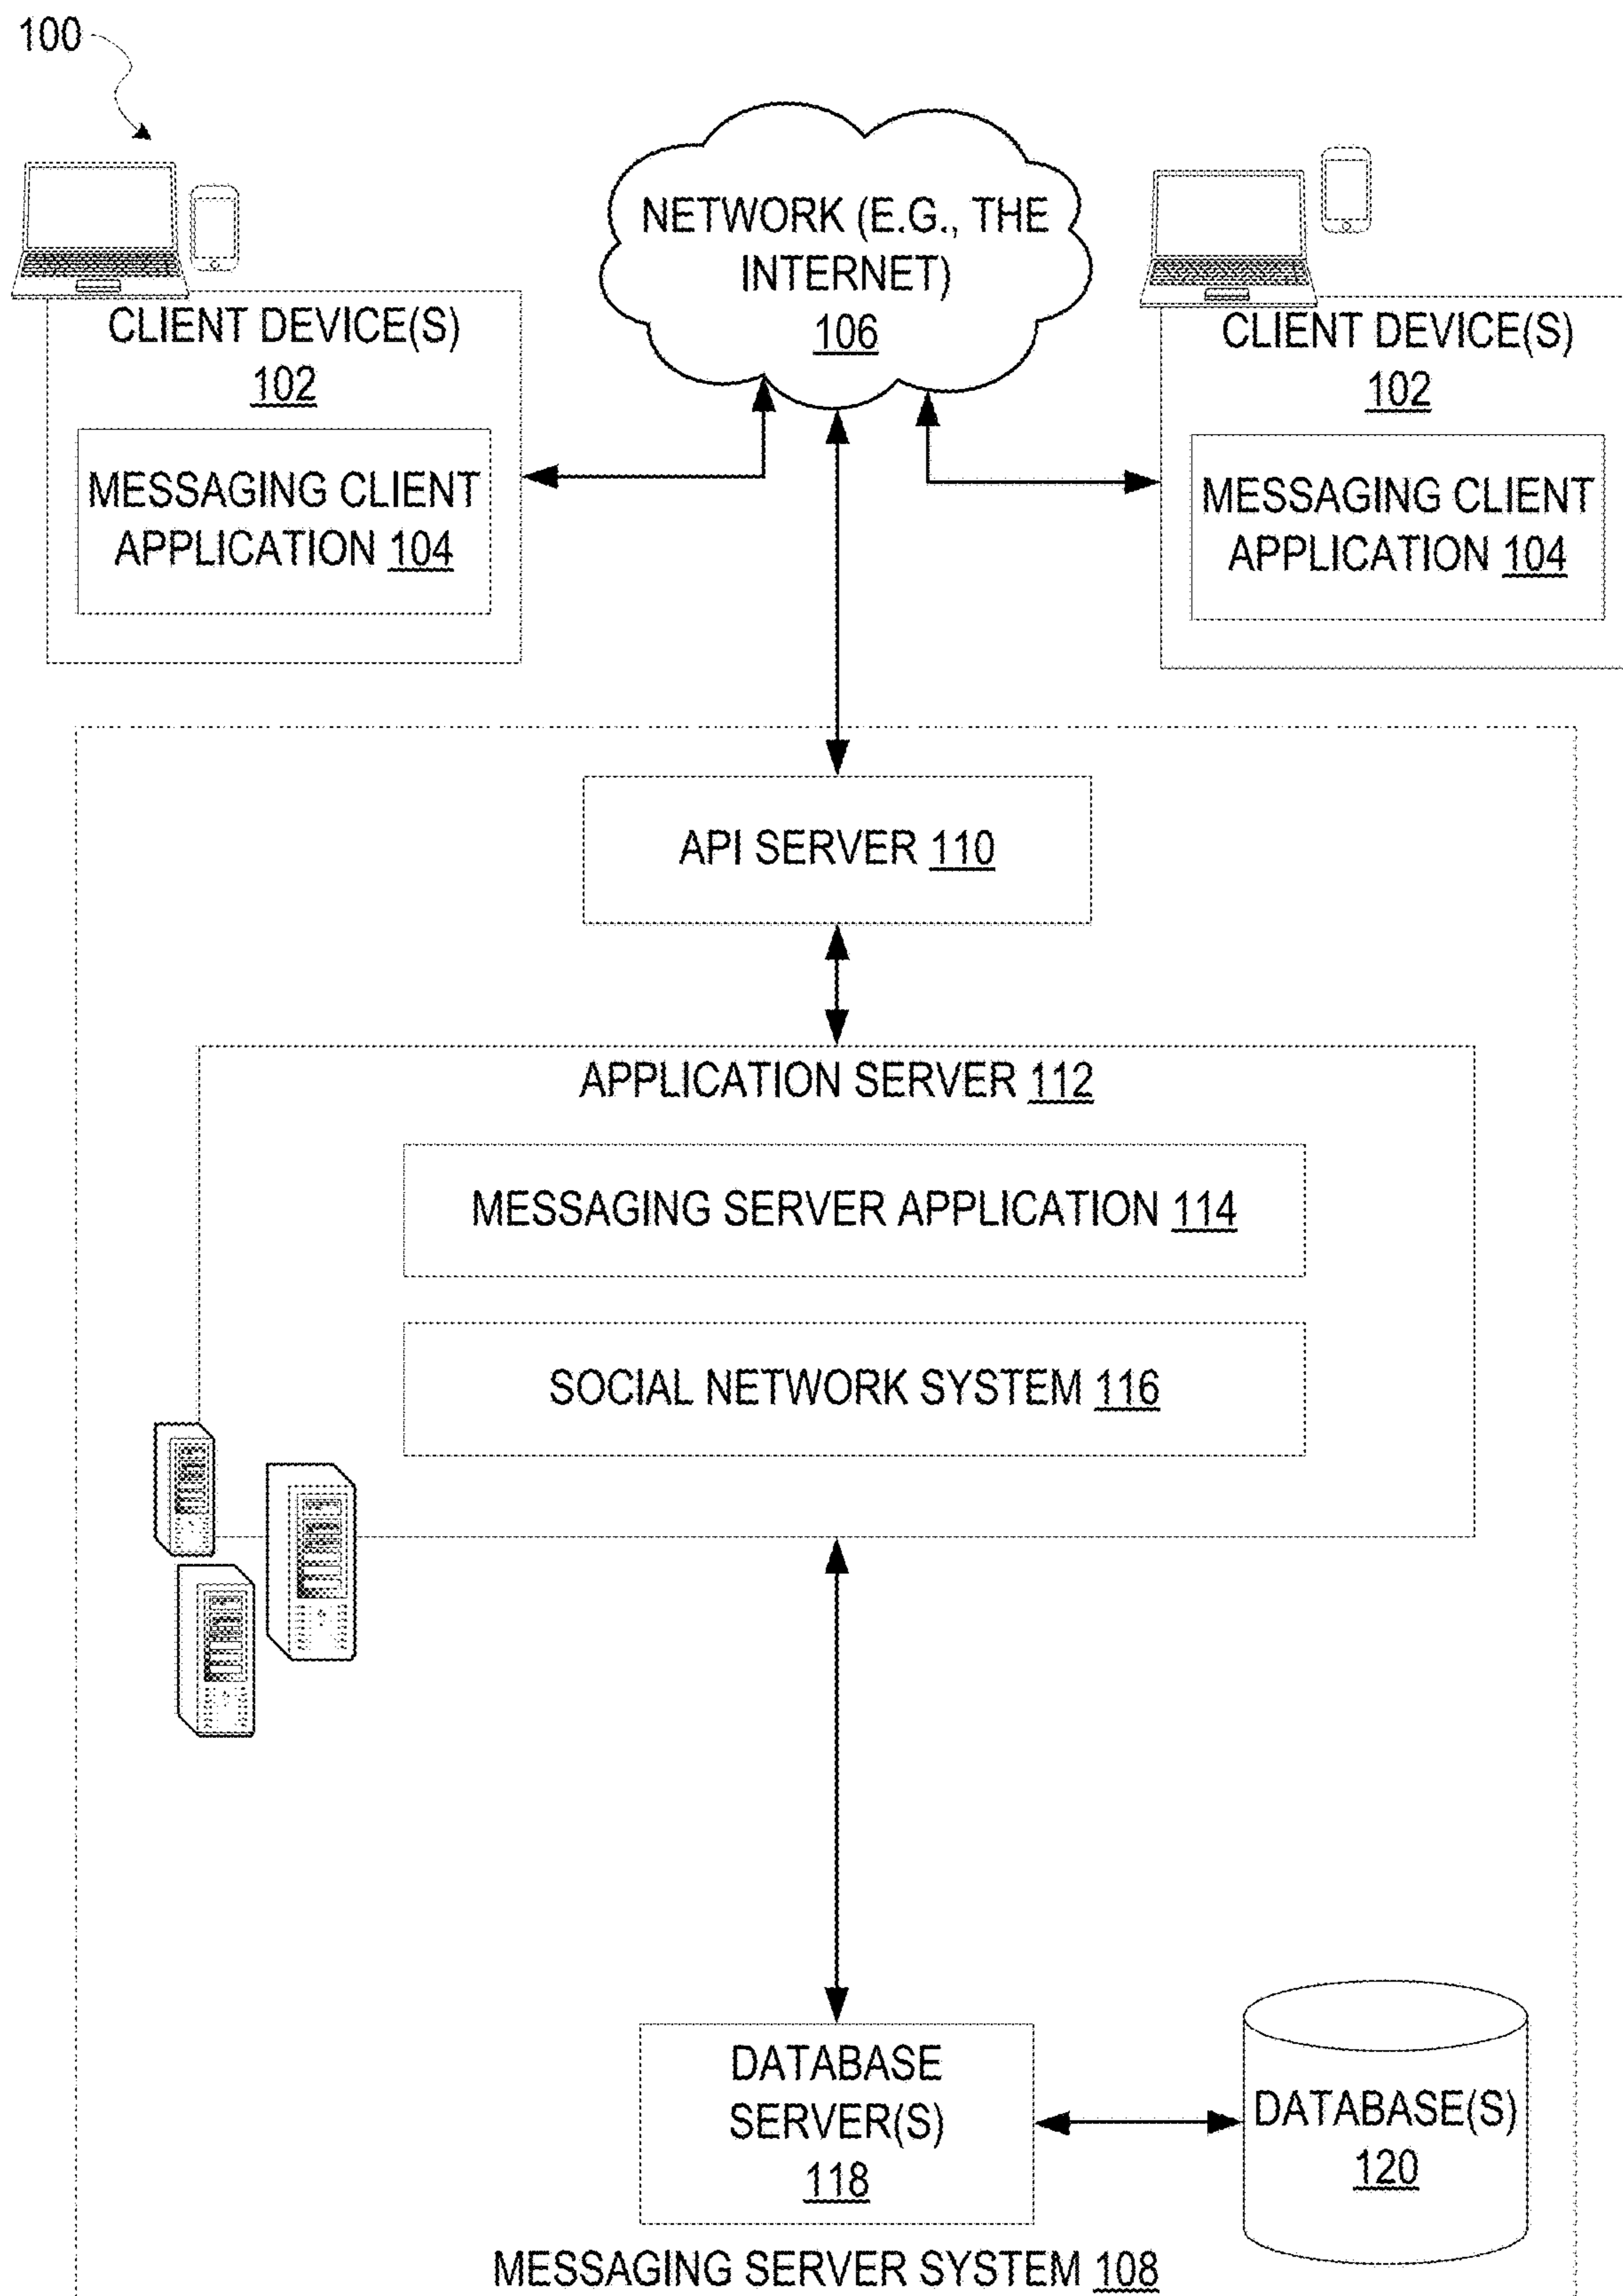 100
NETWORK (E.G., THE
INTERNET)
106
CLIENT DEVICE(S)
102
MESSAGING CLIENT
APPLICATION 104
CLIENT DEVICE(S)
102
MESSAGING CLIENT
APPLICATION 104
API SERVER 110
APPLICATION SERVER 112
MESSAGING SERVER APPLICATION 114
SOCIAL NETWORK SYSTEM 116
DATABASE
SERVER(S)
118
DATABASE(S)
120
MESSAGING SERVER SYSTEM 108